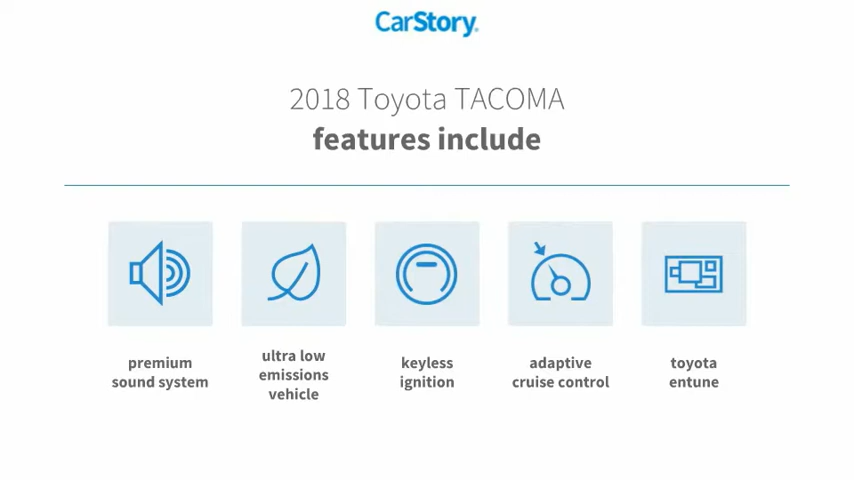 CarStory
2018 Toyota TACOMA
features include
premium
sound system
ultra low
emissions
vehicle
keyless
ignition
adaptive
cruise control
toyota
entune